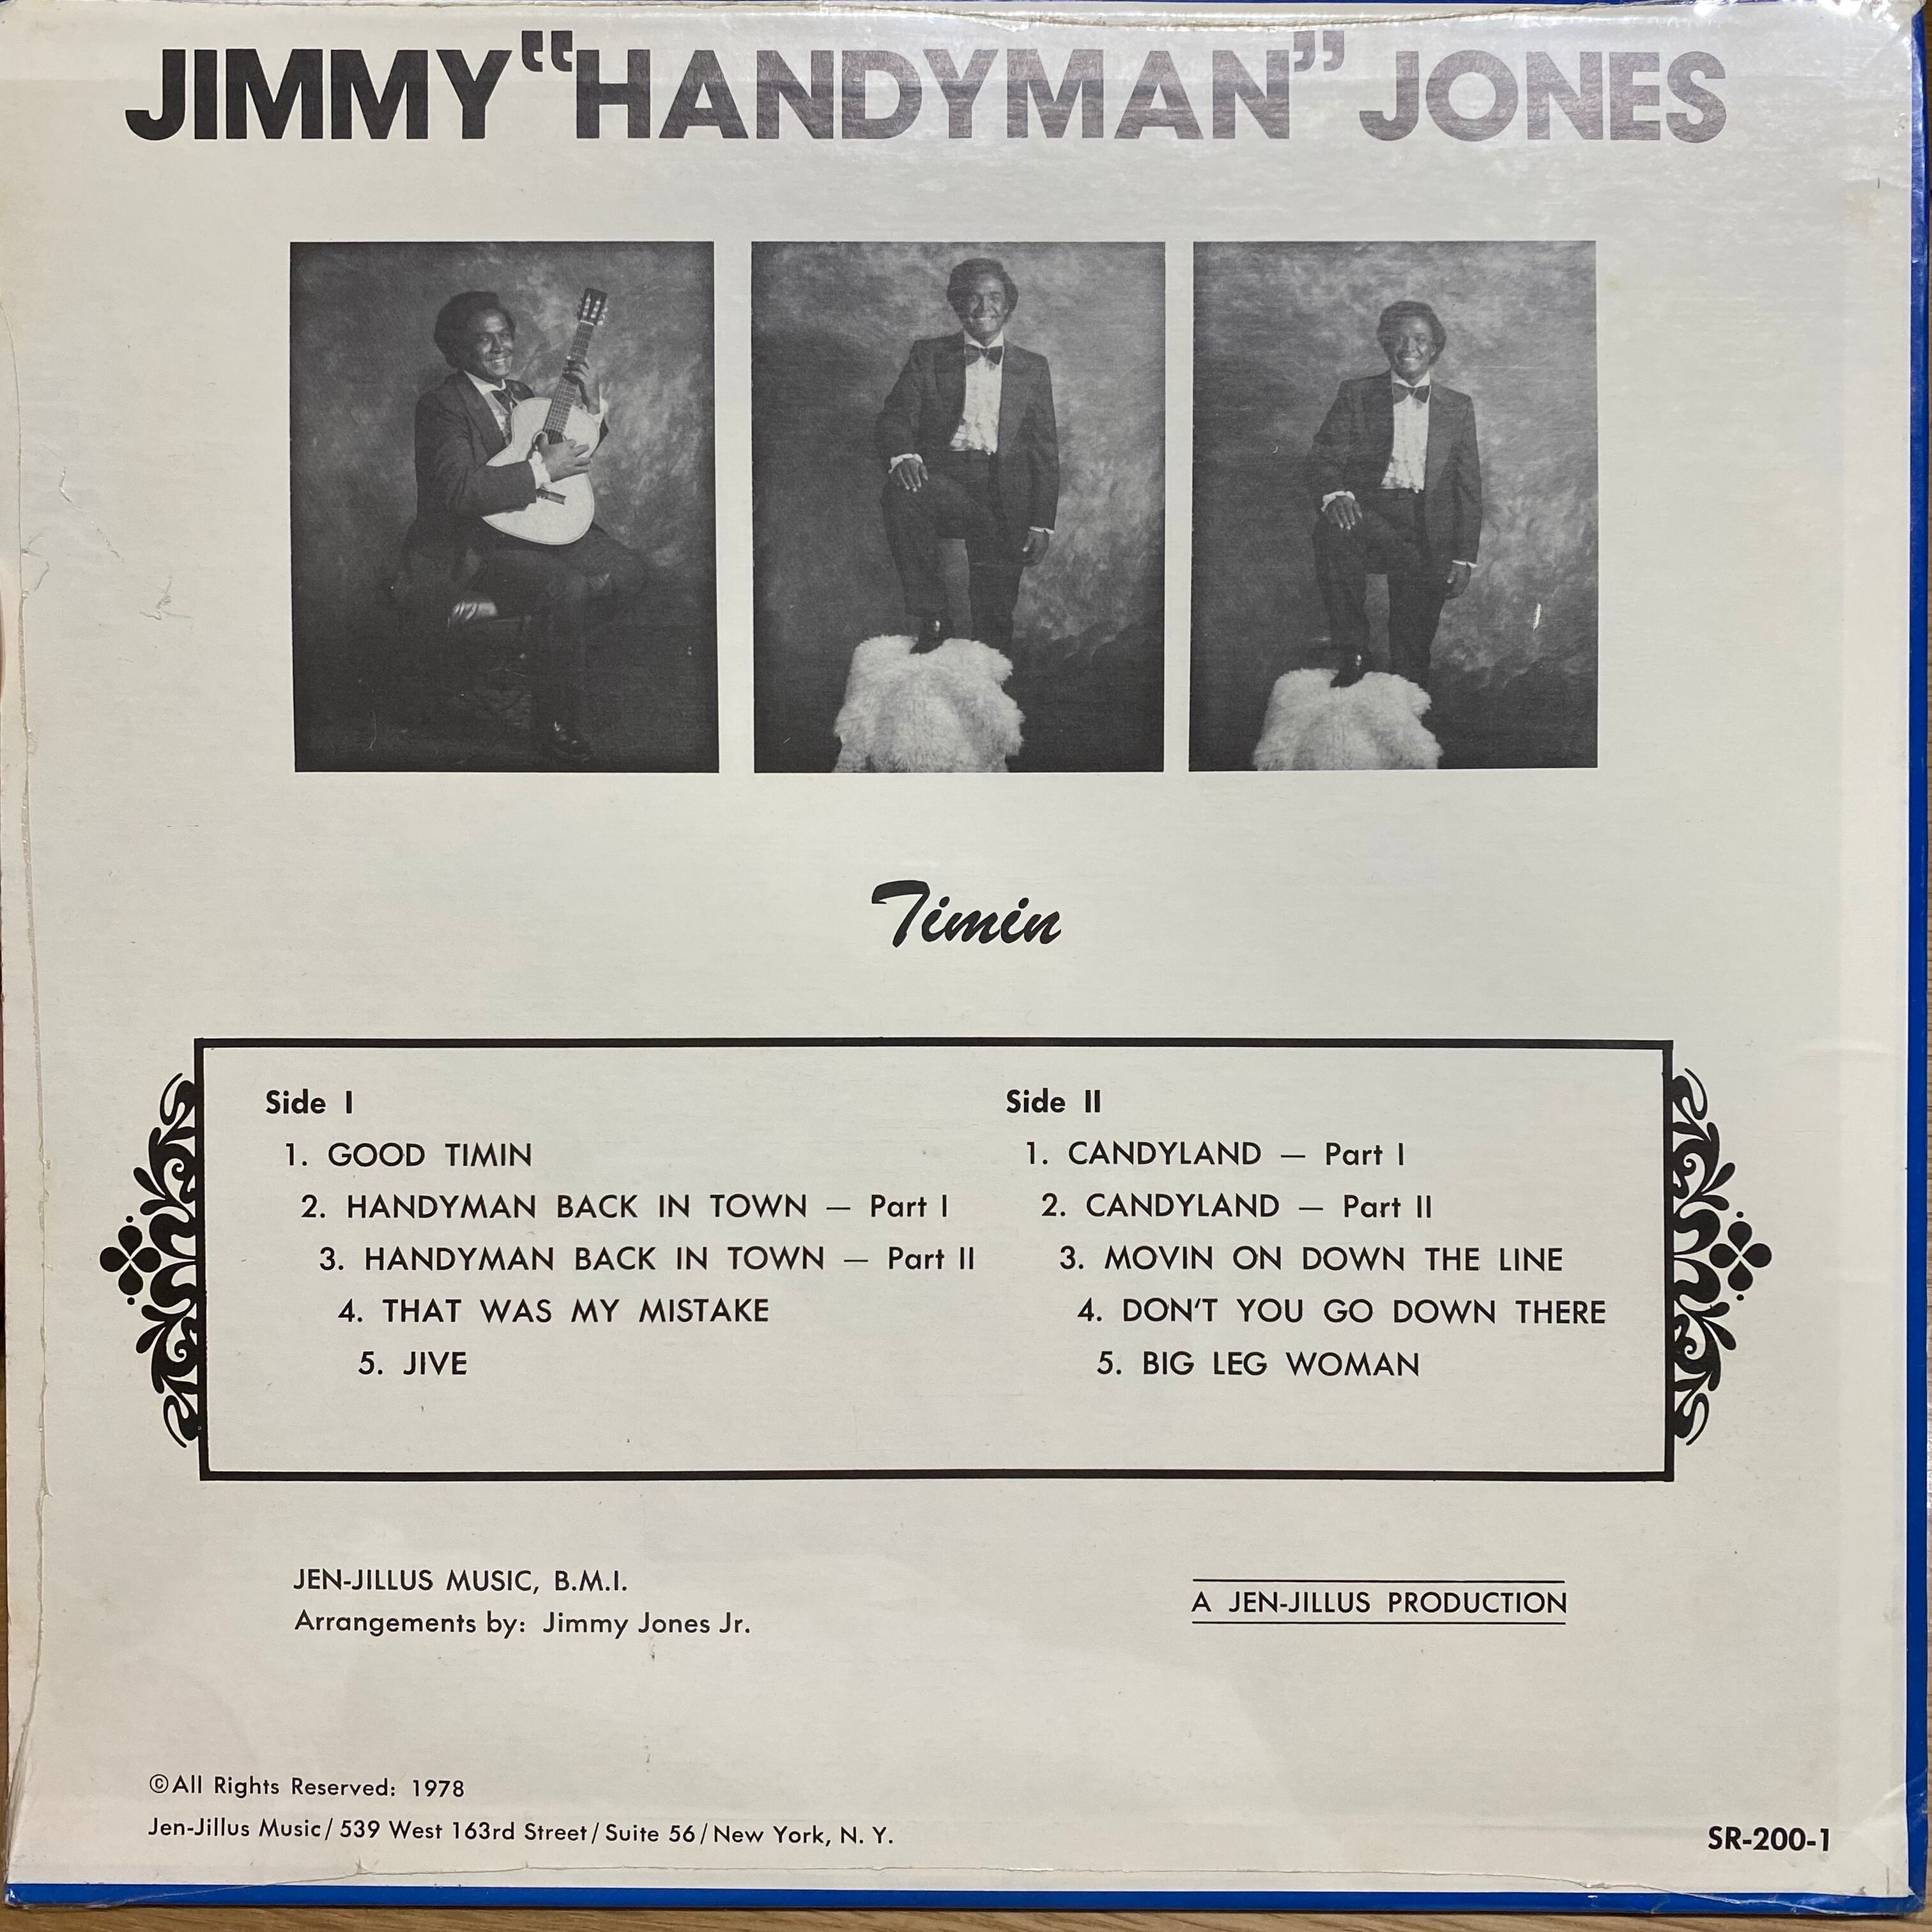 JIMMY “HANDYMAN” JONES
Timin
Side I
1. GOOD TIMIN
2. HANDYMAN BACK IN TOWN — Part I
3. HANDYMAN BACK IN TOWN — Part II
4. THAT WAS MY MISTAKE
5. JIVE
Side II
1. CANDYLAND — Part I
2. CANDYLAND — Part II
3. MOVIN ON DOWN THE LINE
4. DON'T YOU GO DOWN THERE
5. BIG LEG WOMAN
JEN-JILLUS MUSIC, B.M.I.
Arrangements by: Jimmy Jones Jr.
A JEN-JILLUS PRODUCTION
©All Rights Reserved: 1978
Jen-Jillus Music/539 West 163rd Street/Suite 56/New York, N. Y.
SR-200-1